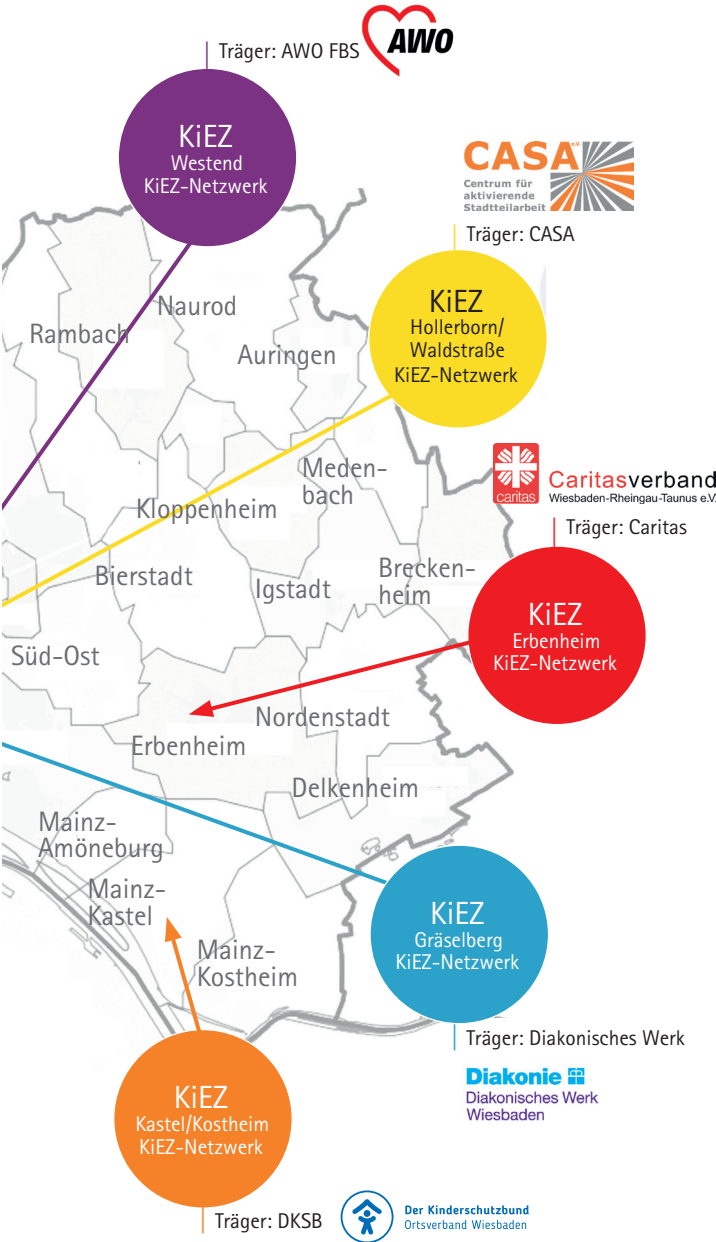 Träger: AWO FBS
AWO
KiEZ
Westend
KiEZ-Netzwerk
CASA e.V.
Centrum für
aktivierende
Stadtteilarbeit
Träger: CASA
KiEZ
Hollerborn/
Waldstraße
KiEZ-Netzwerk
Naurod
Rambach
Auringen
Meden-
bach
caritas
Caritasverband
Wiesbaden-Rheingau-Taunus e.V.
Träger: Caritas
Kloppenheim
Bierstadt
Igstadt
Brecken-
heim
KiEZ
Erbenheim
KiEZ-Netzwerk
Süd-Ost
Nordenstadt
Erbenheim
Delkenheim
Mainz-
Amöneburg
Mainz-
Kastel
Mainz-
Kostheim
KiEZ
Gräselberg
KiEZ-Netzwerk
Träger: Diakonisches Werk
Diakonie
Diakonisches Werk
Wiesbaden
KiEZ
Kastel/Kostheim
KiEZ-Netzwerk
Träger: DKSB
Der Kinderschutzbund
Ortsverband Wiesbaden